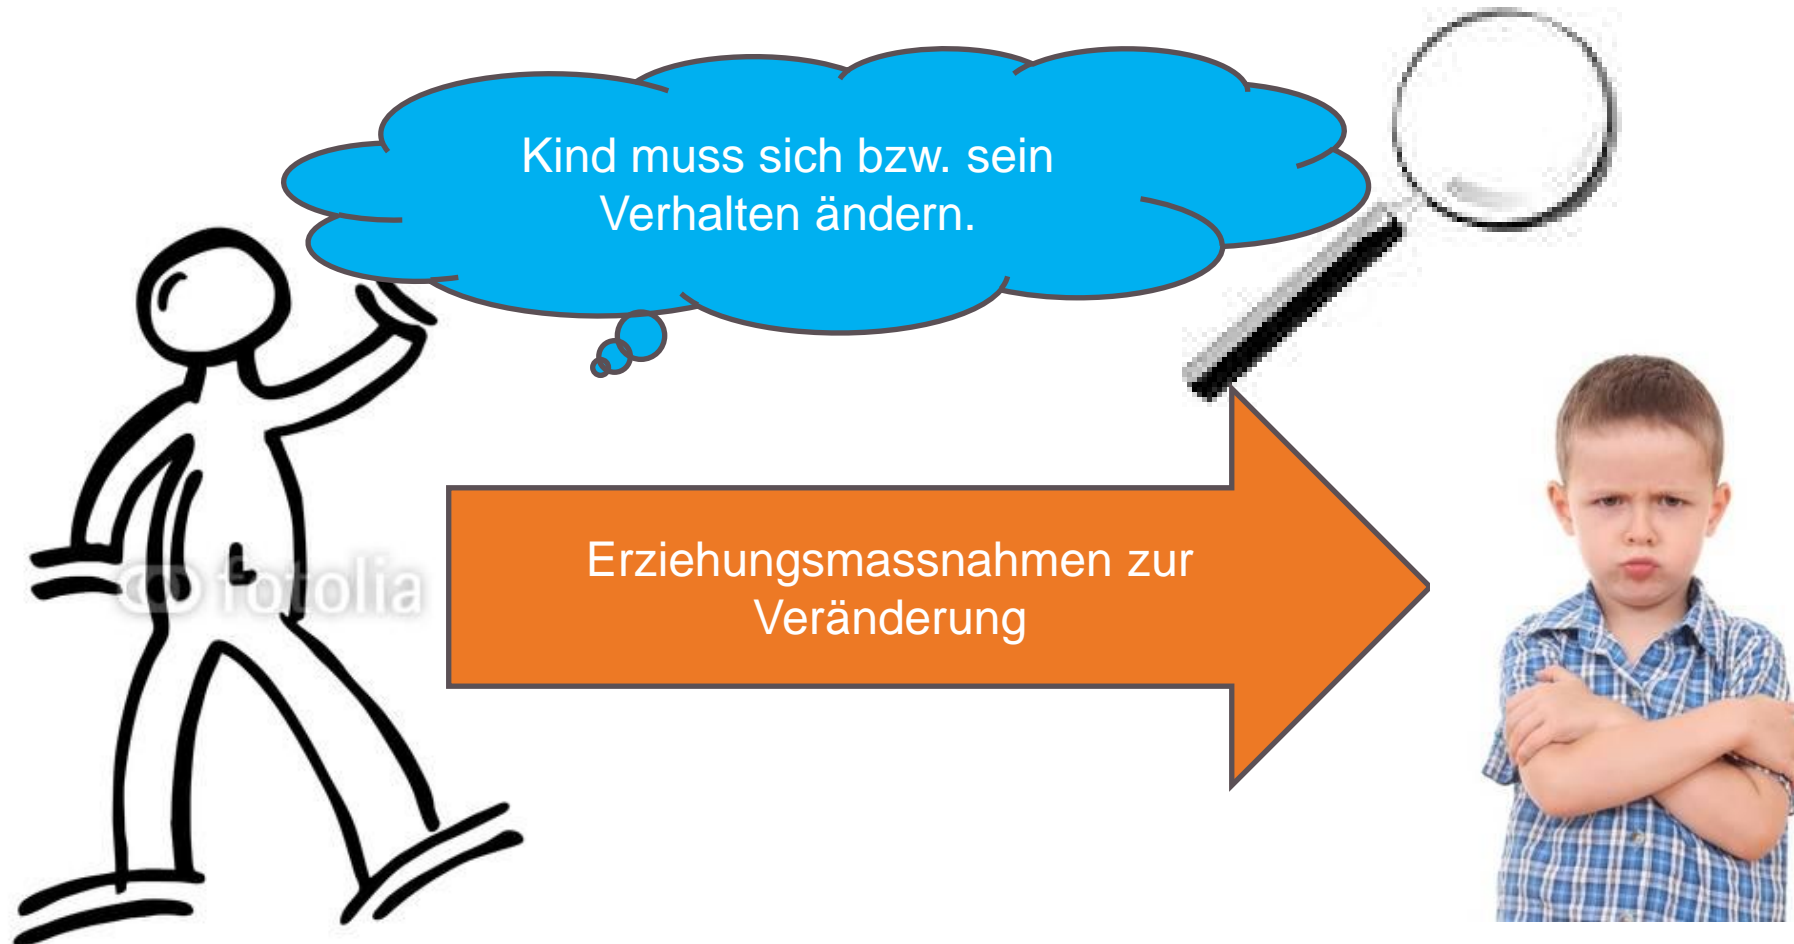 Kind muss sich bzw. sein
Verhalten ändern.
Erziehungsmassnahmen zur
Veränderung
fotolia